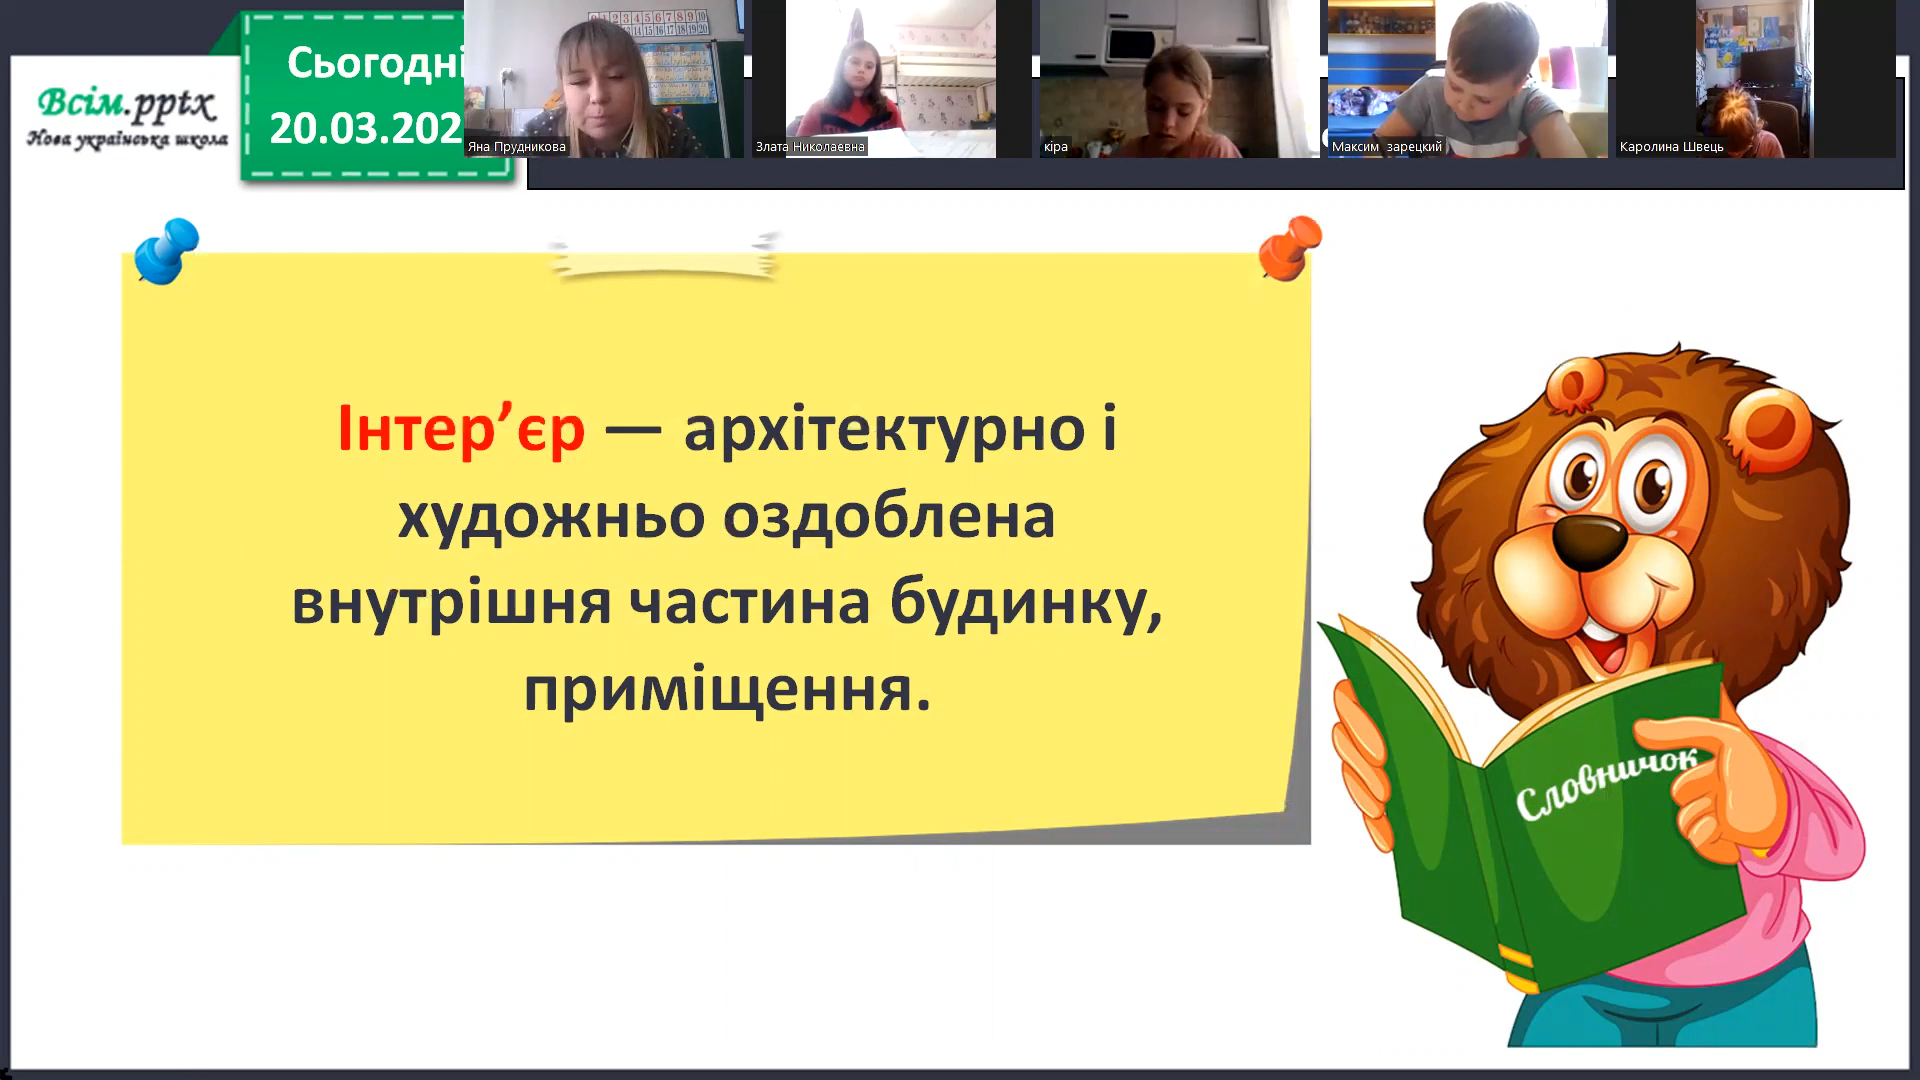 Всім.pptx
Нова українська школа
Сьогодні
20.03.202
Яна Прудникова
Злата Николаевна
кіра
Максим зарецкий
Каролина Швець
Інтер’єр — архітектурно і
художньо оздоблена
внутрішня частина будинку,
приміщення.
Словничок